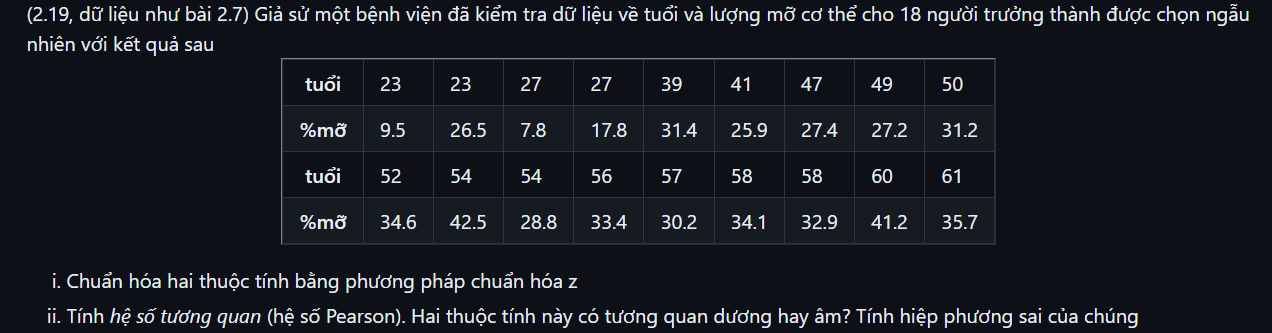 (2.19, dữ liệu như bài 2.7) Giả sử một bệnh viện đã kiểm tra dữ liệu về tuổi và lượng mỡ cơ thể cho 18 người trưởng thành được chọn ngẫu
nhiên với kết quả sau
tuổi 23 23 27 27 39 41 47 49 50
%mỡ 9.5 26.5 7.8 17.8 31.4 25.9 27.4 27.2 31.2
tuổi 52 54 54 56 57 58 58 60 61
%mỡ 34.6 42.5 28.8 33.4 30.2 34.1 32.9 41.2 35.7
i. Chuẩn hóa hai thuộc tính bằng phương pháp chuẩn hóa z
ii. Tính hệ số tương quan (hệ số Pearson). Hai thuộc tính này có tương quan dương hay âm? Tính hiệp phương sai của chúng